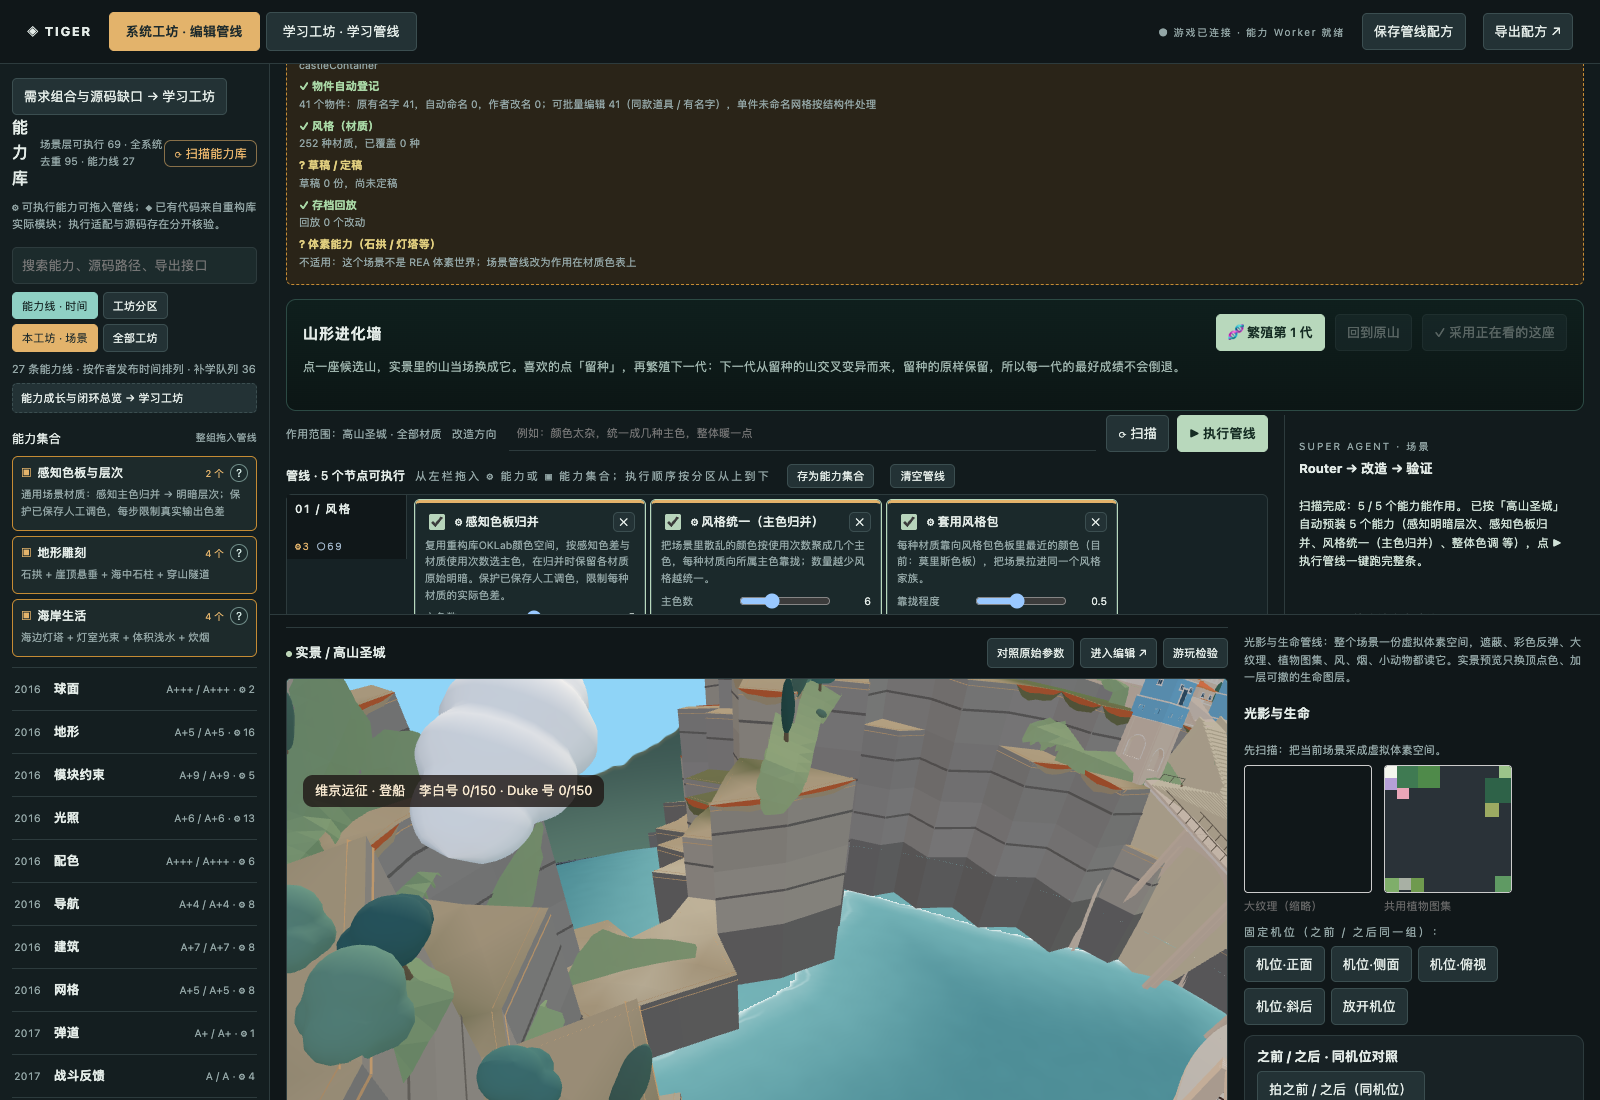 ◈ TIGER
系统工坊 · 编辑管线
学习工坊 · 学习管线
游戏已连接 · 能力 Worker 就绪
保存管线配方
导出配方 ↗
需求组合与源码缺口 → 学习工坊
能力库
场景层可执行 69 · 全系统去重 95 · 能力线 27
⟳ 扫描能力库
⚙ 可执行能力可拖入管线；◆ 已有代码来自重构库
实际模块；执行适配与源码存在分开核验。
搜索能力、源码路径、导出接口
能力线 · 时间
工坊分区
本工坊 · 场景
全部工坊
27 条能力线 · 按作者发布时间排列 · 补学队列 36
能力成长与闭环总览 → 学习工坊
能力集合
整组拖入管线
▣ 感知色板与层次 2 个 ?
通用场景材质：感知主色归并 → 明暗层次；保
护已保存人工调色，每步限制真实输出色差
▣ 地形雕刻 4 个 ?
石拱 + 崖顶悬垂 + 海中石柱 + 穿山隧道
▣ 海岸生活 4 个 ?
海边灯塔 + 灯室光束 + 体积浅水 + 炊烟
2016 球面 A+++ / A+++ · ⚙ 2
2016 地形 A+5 / A+5 · ⚙ 16
2016 模块约束 A+9 / A+9 · ⚙ 5
2016 光照 A+6 / A+6 · ⚙ 13
2016 配色 A+++ / A+++ · ⚙ 6
2016 导航 A+4 / A+4 · ⚙ 8
2016 建筑 A+7 / A+7 · ⚙ 8
2016 网格 A+5 / A+5 · ⚙ 8
2017 弹道 A+ / A+ · ⚙ 1
2017 战斗反馈 A / A · ⚙ 4
castleContainer
✓ 物件自动登记
41 个物件：原有名字 41，自动命名 0，作者改名 0；可批量编辑 41（同款道具 / 有名字），单件未命名网格按结构件处理
✓ 风格（材质）
252 种材质，已覆盖 0 种
? 草稿 / 定稿
草稿 0 份，尚未定稿
✓ 存档回放
回放 0 个改动
? 体素能力（石拱 / 灯塔等）
不适用：这个场景不是 REA 体素世界；场景管线改为作用在材质色表上
山形进化墙
🧬 繁殖第 1 代
回到原山
✓ 采用正在看的这座
点一座候选山，实景里的山当场换成它。喜欢的点「留种」，再繁殖下一代：下一代从留种的山交叉变异而来，留种的原样保留，所以每一代的最好成绩不会倒退。
作用范围：高山圣城 · 全部材质
改造方向
例如：颜色太杂，统一成几种主色，整体暖一点
⟳ 扫描
▶ 执行管线
管线 · 5 个节点可执行
从左栏拖入 ⚙ 能力或 ▣ 能力集合；执行顺序按分区从上到下
存为能力集合
清空管线
01 / 风格
⚙3 ○69
⚙ 感知色板归并 ✕
复用重构库OKLab颜色空间，按感知色差与
材质使用次数选主色，在归并时保留各材质
原始明暗。保护已保存人工调色，限制每种
材质的实际色差。
⚙ 风格统一（主色归并） ✕
把场景里散乱的颜色按使用次数聚成几个主
色，每种材质向所属主色靠拢；数量越少风
格越统一。
主色数 6
⚙ 套用风格包 ✕
每种材质靠向风格包色板里最近的颜色（目
前：莫里斯色板），把场景拉进同一个风格
家族。
靠拢程度 0.5
SUPER AGENT · 场景
Router → 改造 → 验证
扫描完成：5 / 5 个能力能作用。 已按「高山圣城」
自动预装 5 个能力（感知明暗层次、感知色板归
并、风格统一（主色归并）、整体色调 等），点 ▶
执行管线一键跑完整条。
实景 / 高山圣城
对照原始参数
进入编辑 ↗
游玩检验
维京远征 · 登船 李白号 0/150 · Duke 号 0/150
光影与生命管线：整个场景一份虚拟体素空间，遮蔽、彩色反弹、大
纹理、植物图集、风、烟、小动物都读它。实景预览只换顶点色、加
一层可撤的生命图层。
光影与生命
先扫描：把当前场景采成虚拟体素空间。
大纹理（缩略）
共用植物图集
固定机位（之前 / 之后同一组）：
机位·正面
机位·侧面
机位·俯视
机位·斜后
放开机位
之前 / 之后 · 同机位对照
拍之前 / 之后（同机位）